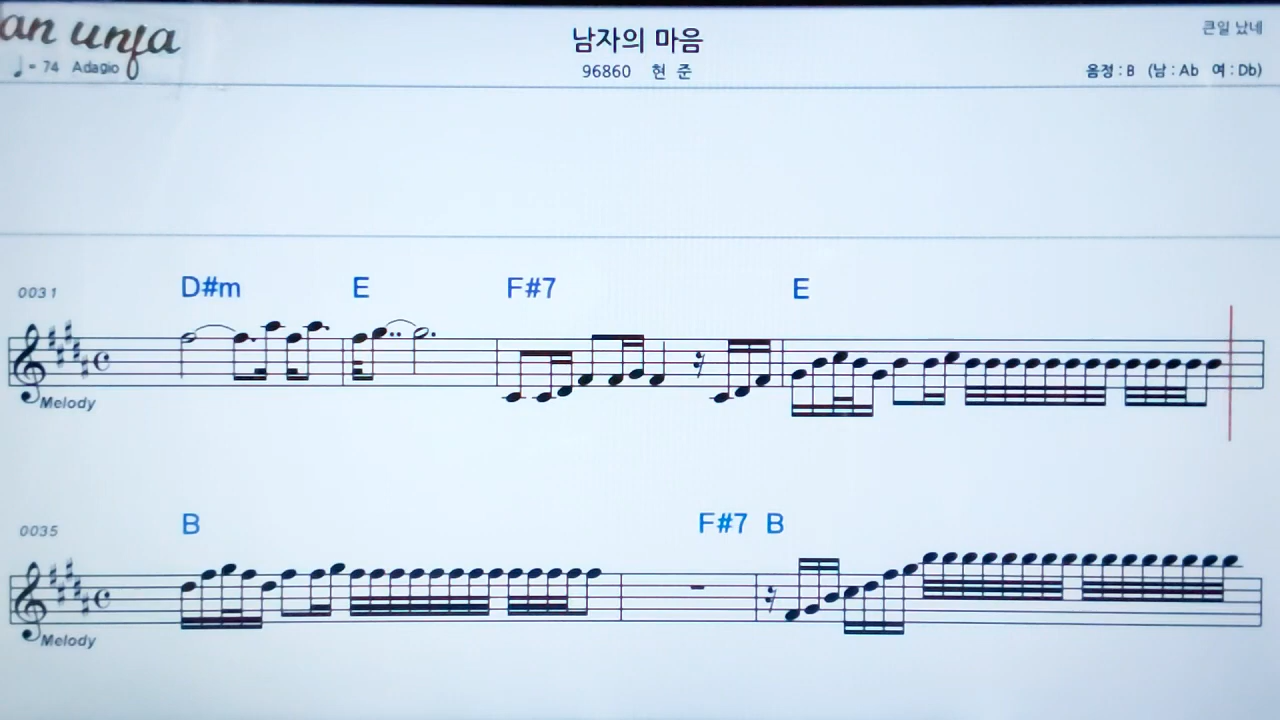 an unja
♩= 74 Adagio
남자의 마음
96860 현 준
큰일 났네
음정 : B (남 : Ab 여 : Db)
0031 D#m E F#7 E
Melody
0035 B F#7 B
Melody